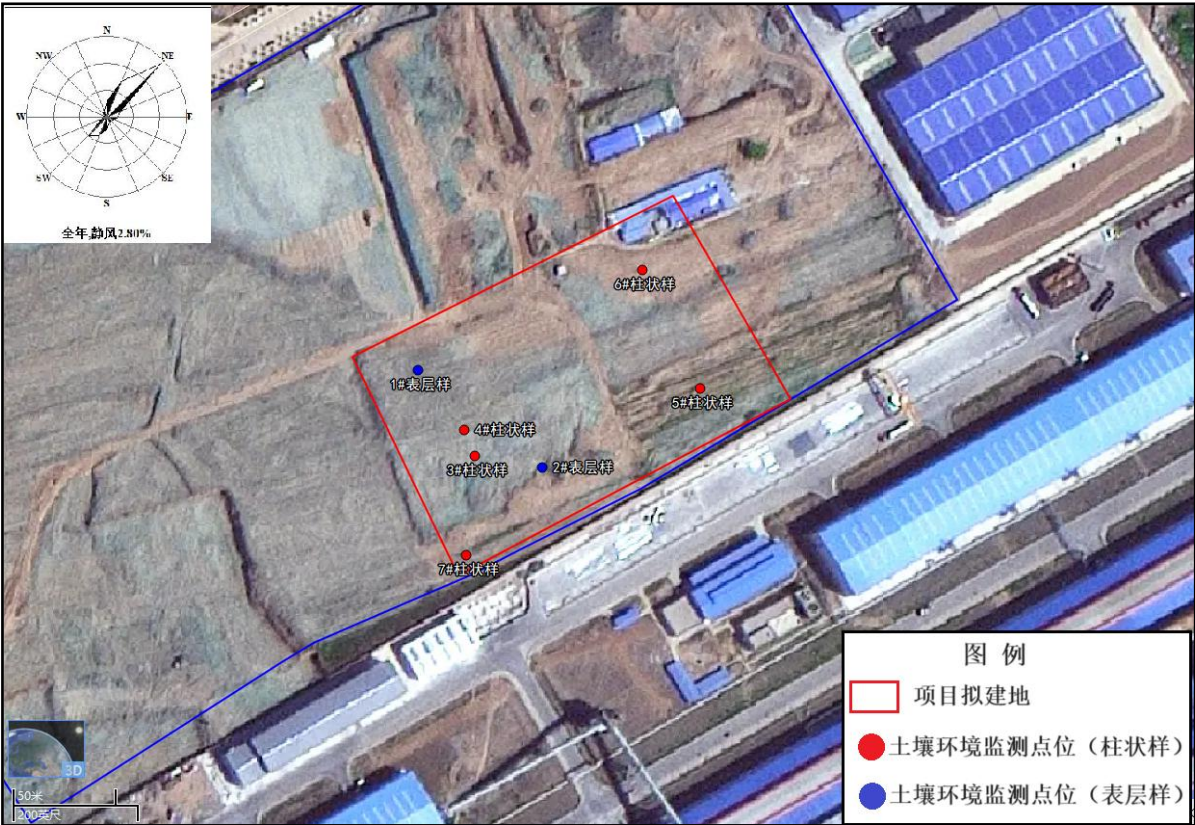 N
NW
NE
W
E
SW
SE
S
全年,静风2.80%
6#柱状样
1#表层样
5#柱状样
4#柱状样
3#柱状样
2#表层样
7#柱状样
图 例
项目拟建地
土壤环境监测点位（柱状样）
土壤环境监测点位（表层样）
3D
50米
200英尺